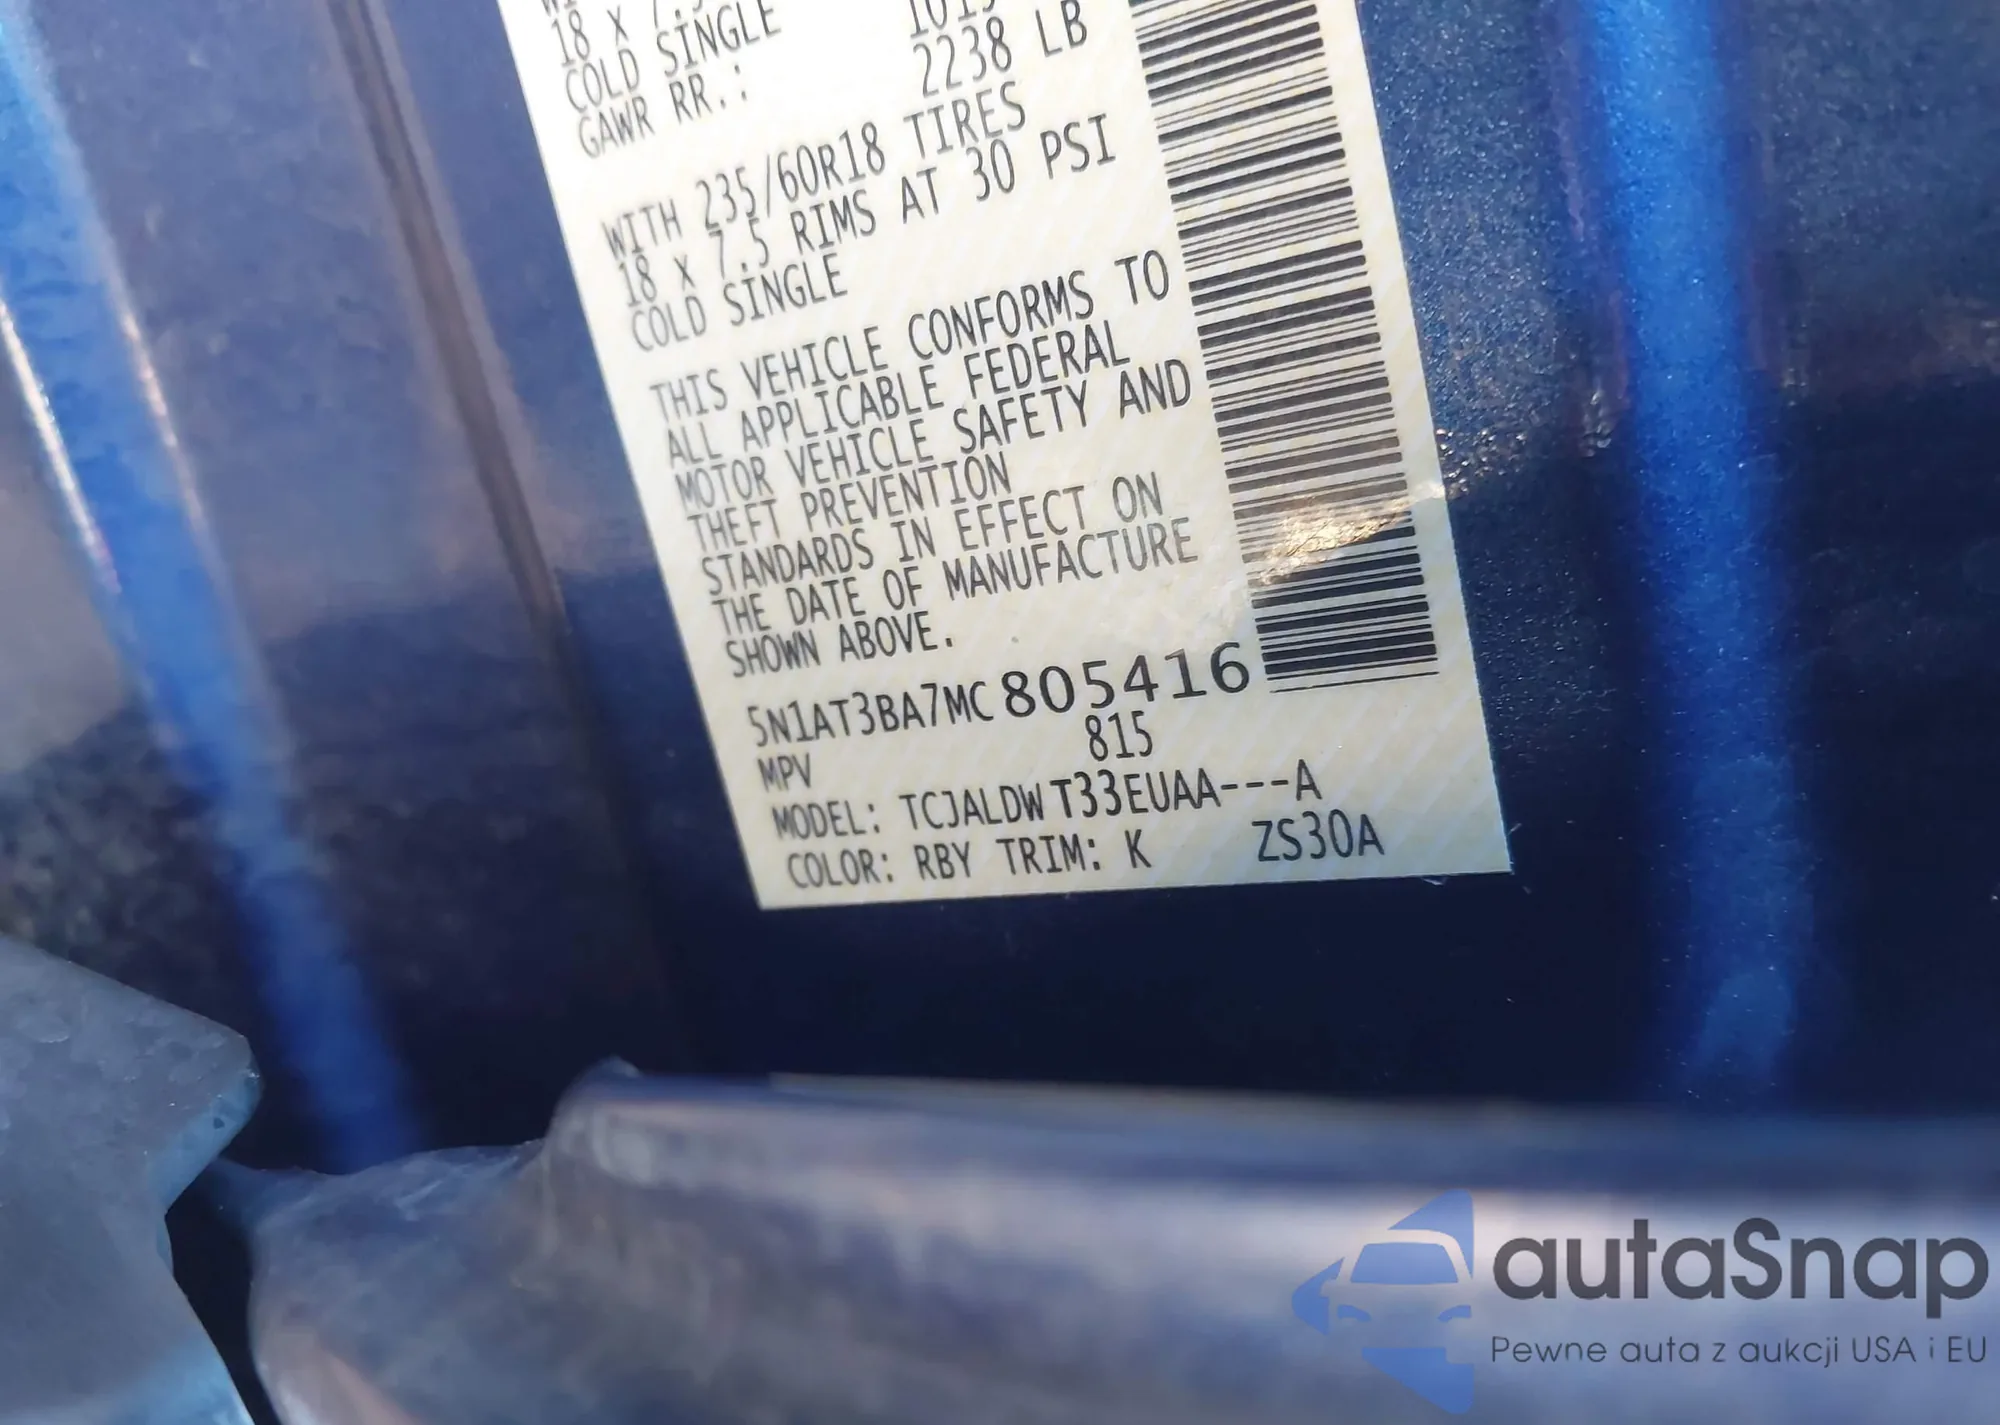 18 x 7.5
COLD SINGLE
GAWR RR.: 2238 LB
WITH 235/60R18 TIRES
18 x 7.5 RIMS AT 30 PSI
COLD SINGLE
THIS VEHICLE CONFORMS TO
ALL APPLICABLE FEDERAL
MOTOR VEHICLE SAFETY AND
THEFT PREVENTION
STANDARDS IN EFFECT ON
THE DATE OF MANUFACTURE
SHOWN ABOVE.
5N1AT3BA7MC805416
MPV 815
MODEL: TCJALDWT33EUAA---A
COLOR: RBY TRIM: K ZS30A
autaSnap
Pewne auta z aukcji USA i EU